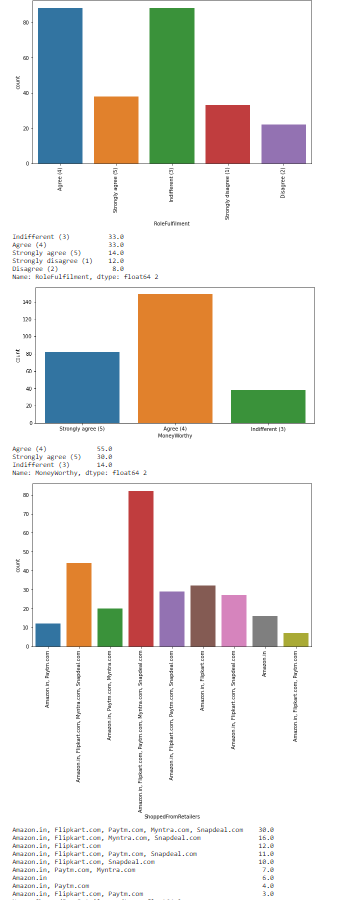 80
60
40
20
0
count
Agree (4)
Strongly agree (5)
Indifferent (3)
Strongly disagree (1)
Disagree (2)
RoleFulfilment
Indifferent (3) 33.0
Agree (4) 33.0
Strongly agree (5) 14.0
Strongly disagree (1) 12.0
Disagree (2) 8.0
Name: RoleFulfilment, dtype: float64 2
140
120
100
80
60
40
20
0
count
Strongly agree (5)
Agree (4)
Indifferent (3)
MoneyWorthy
Agree (4) 55.0
Strongly agree (5) 30.0
Indifferent (3) 14.0
Name: MoneyWorthy, dtype: float64 2
80
70
60
50
40
30
20
10
0
count
Amazon.in, Paytm.com
Amazon.in, Flipkart.com, Myntra.com, Snapdeal.com
Amazon.in, Paytm.com, Myntra.com
Amazon.in, Flipkart.com, Paytm.com, Myntra.com, Snapdeal.com
Amazon.in, Flipkart.com, Paytm.com, Snapdeal.com
Amazon.in, Flipkart.com
Amazon.in, Flipkart.com, Snapdeal.com
Amazon.in
Amazon.in, Flipkart.com, Paytm.com
ShoppedFromRetailers
Amazon.in, Flipkart.com, Paytm.com, Myntra.com, Snapdeal.com 30.0
Amazon.in, Flipkart.com, Myntra.com, Snapdeal.com 16.0
Amazon.in, Flipkart.com 12.0
Amazon.in, Flipkart.com, Paytm.com, Snapdeal.com 11.0
Amazon.in, Flipkart.com, Snapdeal.com 10.0
Amazon.in, Paytm.com, Myntra.com 7.0
Amazon.in 6.0
Amazon.in, Paytm.com 4.0
Amazon.in, Flipkart.com, Paytm.com 3.0